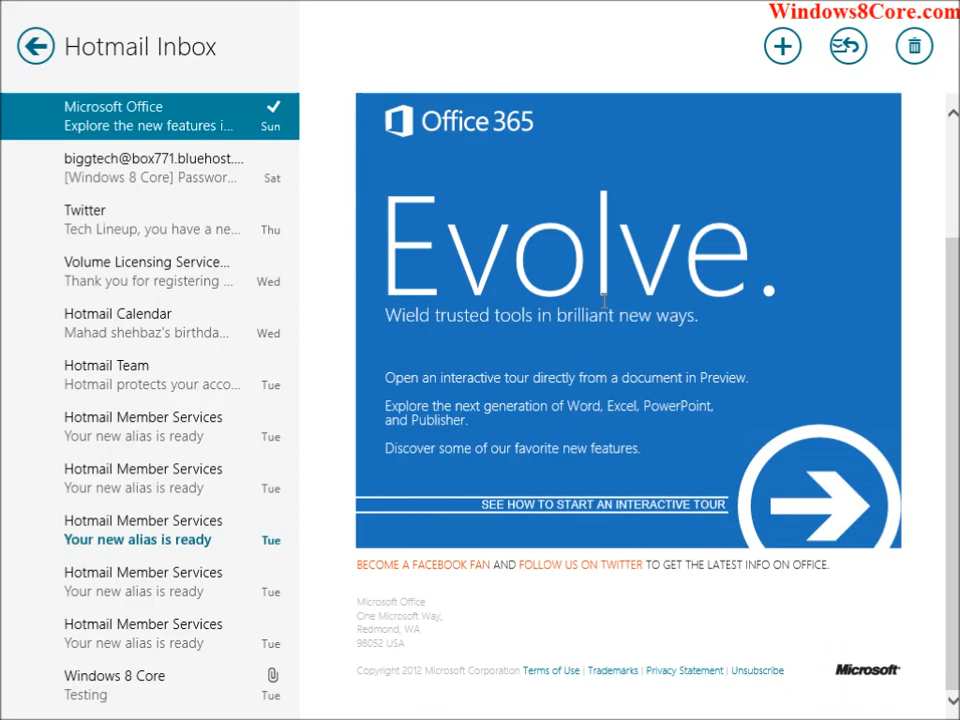 Windows8Core.com
Hotmail Inbox
Microsoft Office
Explore the new features i...
Sun
biggtech@box771.bluehost....
[Windows 8 Core] Passwor...
Sat
Twitter
Tech Lineup, you have a ne...
Thu
Volume Licensing Service...
Thank you for registering ...
Wed
Hotmail Calendar
Mahad shehbaz's birthda...
Wed
Hotmail Team
Hotmail protects your acco...
Tue
Hotmail Member Services
Your new alias is ready
Tue
Hotmail Member Services
Your new alias is ready
Tue
Hotmail Member Services
Your new alias is ready
Tue
Hotmail Member Services
Your new alias is ready
Tue
Hotmail Member Services
Your new alias is ready
Tue
Windows 8 Core
Testing
Tue
Office 365
Evolve.
Wield trusted tools in brilliant new ways.
Open an interactive tour directly from a document in Preview.
Explore the next generation of Word, Excel, PowerPoint,
and Publisher.
Discover some of our favorite new features.
SEE HOW TO START AN INTERACTIVE TOUR
BECOME A FACEBOOK FAN AND FOLLOW US ON TWITTER TO GET THE LATEST INFO ON OFFICE.
Microsoft Office
One Microsoft Way,
Redmond, WA
98052 USA
Copyright 2012 Microsoft Corporation Terms of Use | Trademarks | Privacy Statement | Unsubscribe
Microsoft